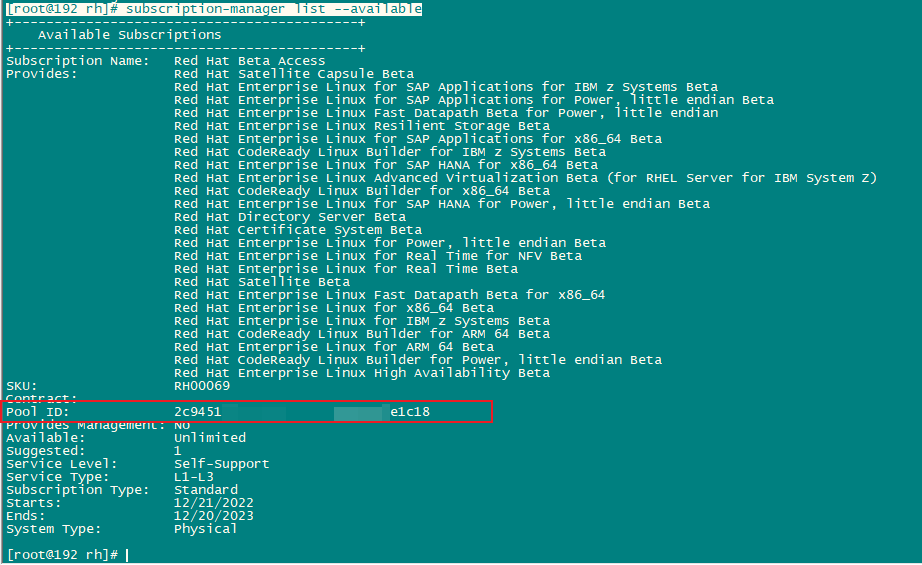 [root@192 rh]# subscription-manager list --available
+-------------------------------------------+
Available Subscriptions
+-------------------------------------------+
Subscription Name: Red Hat Beta Access
Provides: Red Hat Satellite Capsule Beta
Red Hat Enterprise Linux for SAP Applications for IBM z Systems Beta
Red Hat Enterprise Linux for SAP Applications for Power, little endian Beta
Red Hat Enterprise Linux Fast Datapath Beta for Power, little endian
Red Hat Enterprise Linux Resilient Storage Beta
Red Hat Enterprise Linux for SAP Applications for x86_64 Beta
Red Hat CodeReady Linux Builder for IBM z Systems Beta
Red Hat Enterprise Linux for SAP HANA for x86_64 Beta
Red Hat Enterprise Linux Advanced Virtualization Beta (for RHEL Server for IBM System Z)
Red Hat CodeReady Linux Builder for x86_64 Beta
Red Hat Enterprise Linux for SAP HANA for Power, little endian Beta
Red Hat Directory Server Beta
Red Hat Certificate System Beta
Red Hat Enterprise Linux for Power, little endian Beta
Red Hat Enterprise Linux for Real Time for NFV Beta
Red Hat Enterprise Linux for Real Time Beta
Red Hat Satellite Beta
Red Hat Enterprise Linux Fast Datapath Beta for x86_64
Red Hat Enterprise Linux for x86_64 Beta
Red Hat Enterprise Linux for IBM z Systems Beta
Red Hat CodeReady Linux Builder for ARM 64 Beta
Red Hat Enterprise Linux for ARM 64 Beta
Red Hat CodeReady Linux Builder for Power, little endian Beta
Red Hat Enterprise Linux High Availability Beta
SKU: RH00069
Contract:
Pool ID: 2c9451 e1c18
Provides Management: No
Available: Unlimited
Suggested: 1
Service Level: Self-Support
Service Type: L1-L3
Subscription Type: Standard
Starts: 12/21/2022
Ends: 12/20/2023
System Type: Physical
[root@192 rh]#